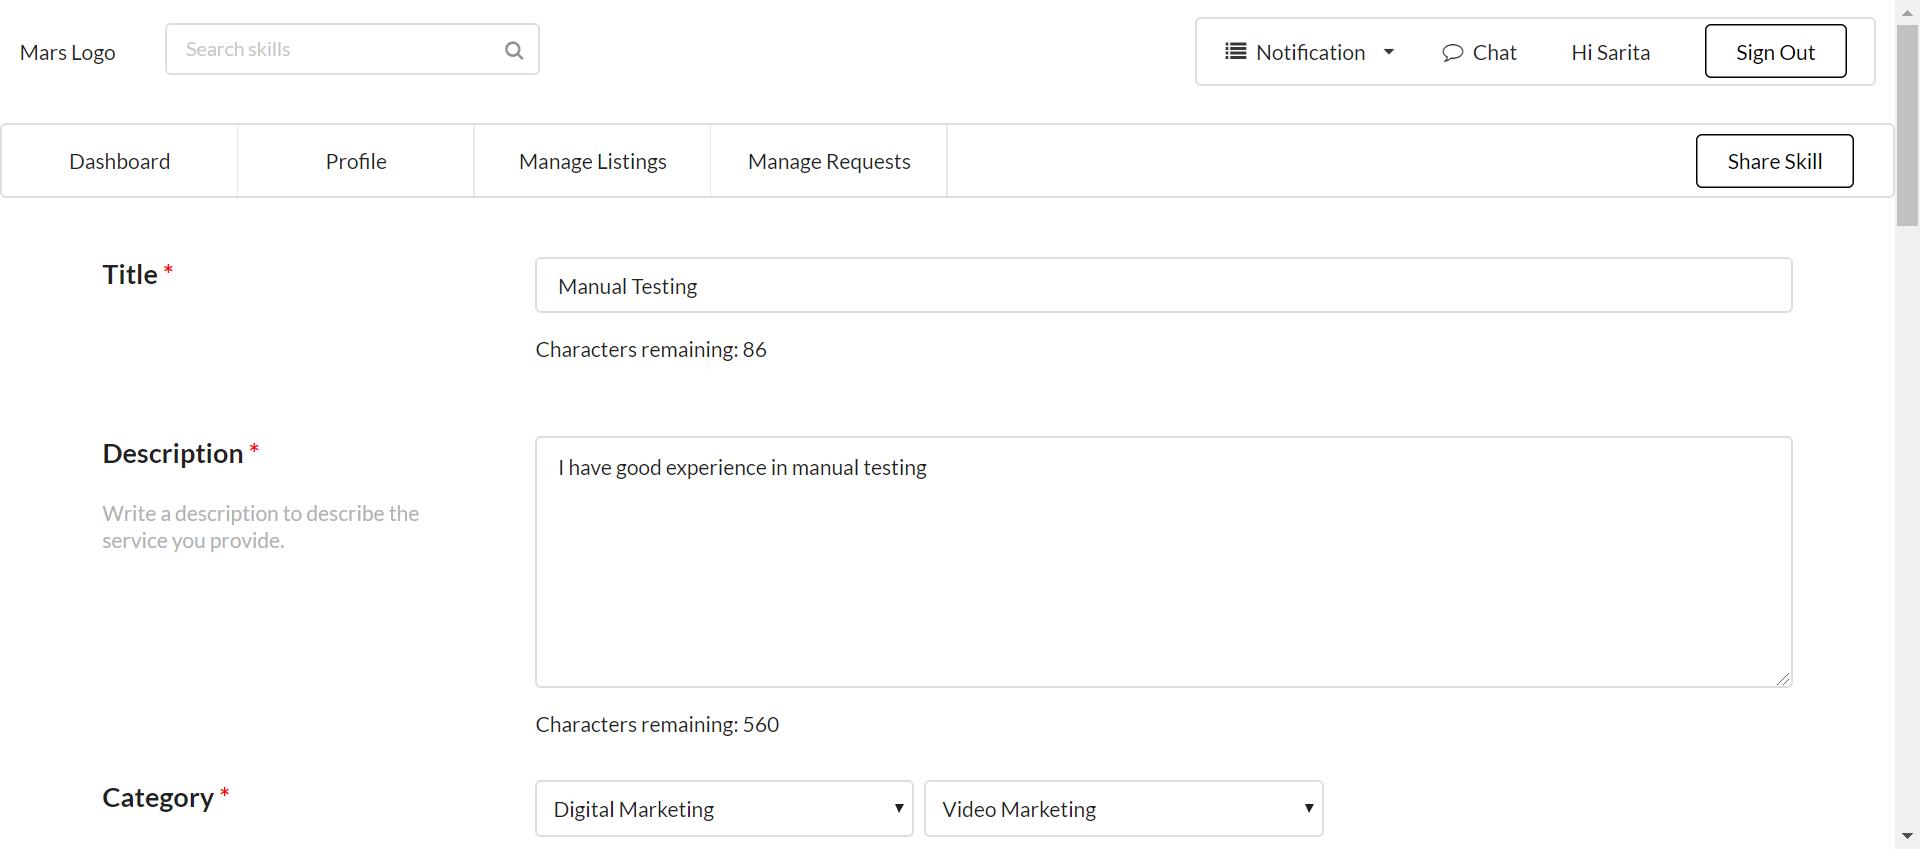 Mars Logo
Search skills
Notification
Chat
Hi Sarita
Sign Out
Dashboard
Profile
Manage Listings
Manage Requests
Share Skill
Title *
Manual Testing
Characters remaining: 86
Description *
Write a description to describe the
service you provide.
I have good experience in manual testing
Characters remaining: 560
Category *
Digital Marketing
Video Marketing